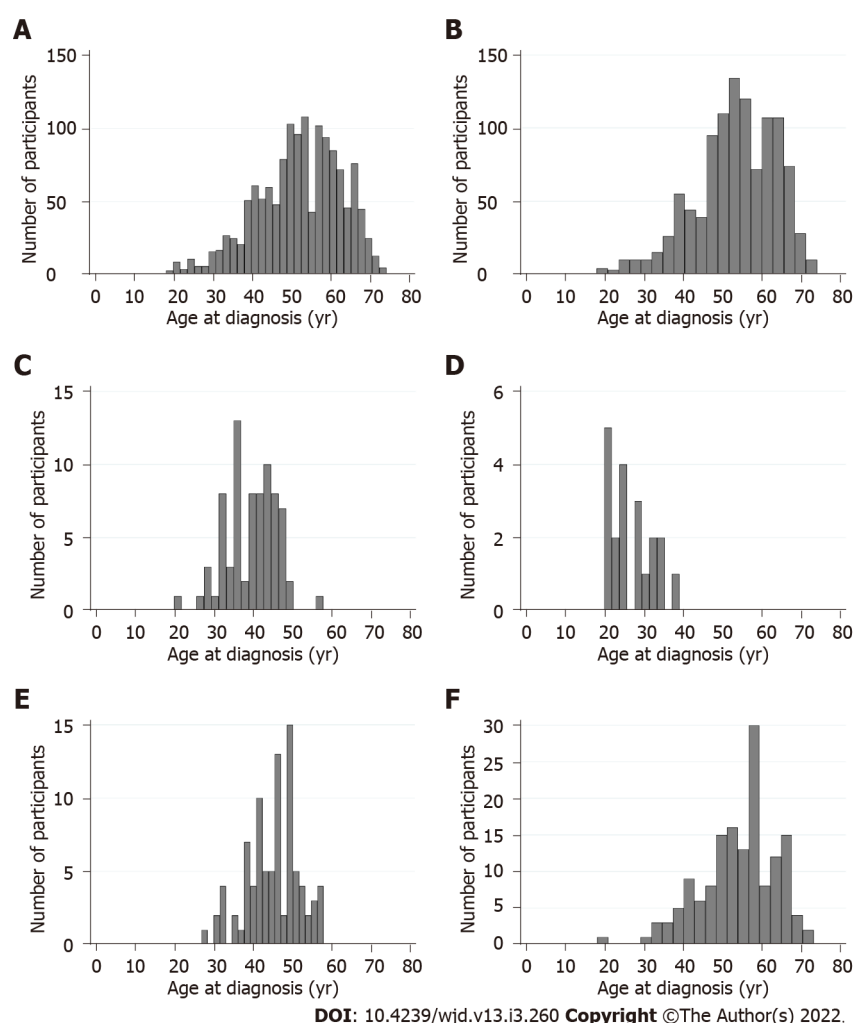 A
150
100
50
0
Number of participants
0 10 20 30 40 50 60 70 80
Age at diagnosis (yr)
B
150
100
50
0
Number of participants
0 10 20 30 40 50 60 70 80
Age at diagnosis (yr)
C
15
10
5
0
Number of participants
0 10 20 30 40 50 60 70 80
Age at diagnosis (yr)
D
6
4
2
0
Number of participants
0 10 20 30 40 50 60 70 80
Age at diagnosis (yr)
E
15
10
5
0
Number of participants
0 10 20 30 40 50 60 70 80
Age at diagnosis (yr)
F
30
25
20
15
10
5
0
Number of participants
0 10 20 30 40 50 60 70 80
Age at diagnosis (yr)
DOI: 10.4239/wjd.v13.i3.260 Copyright ©The Author(s) 2022.